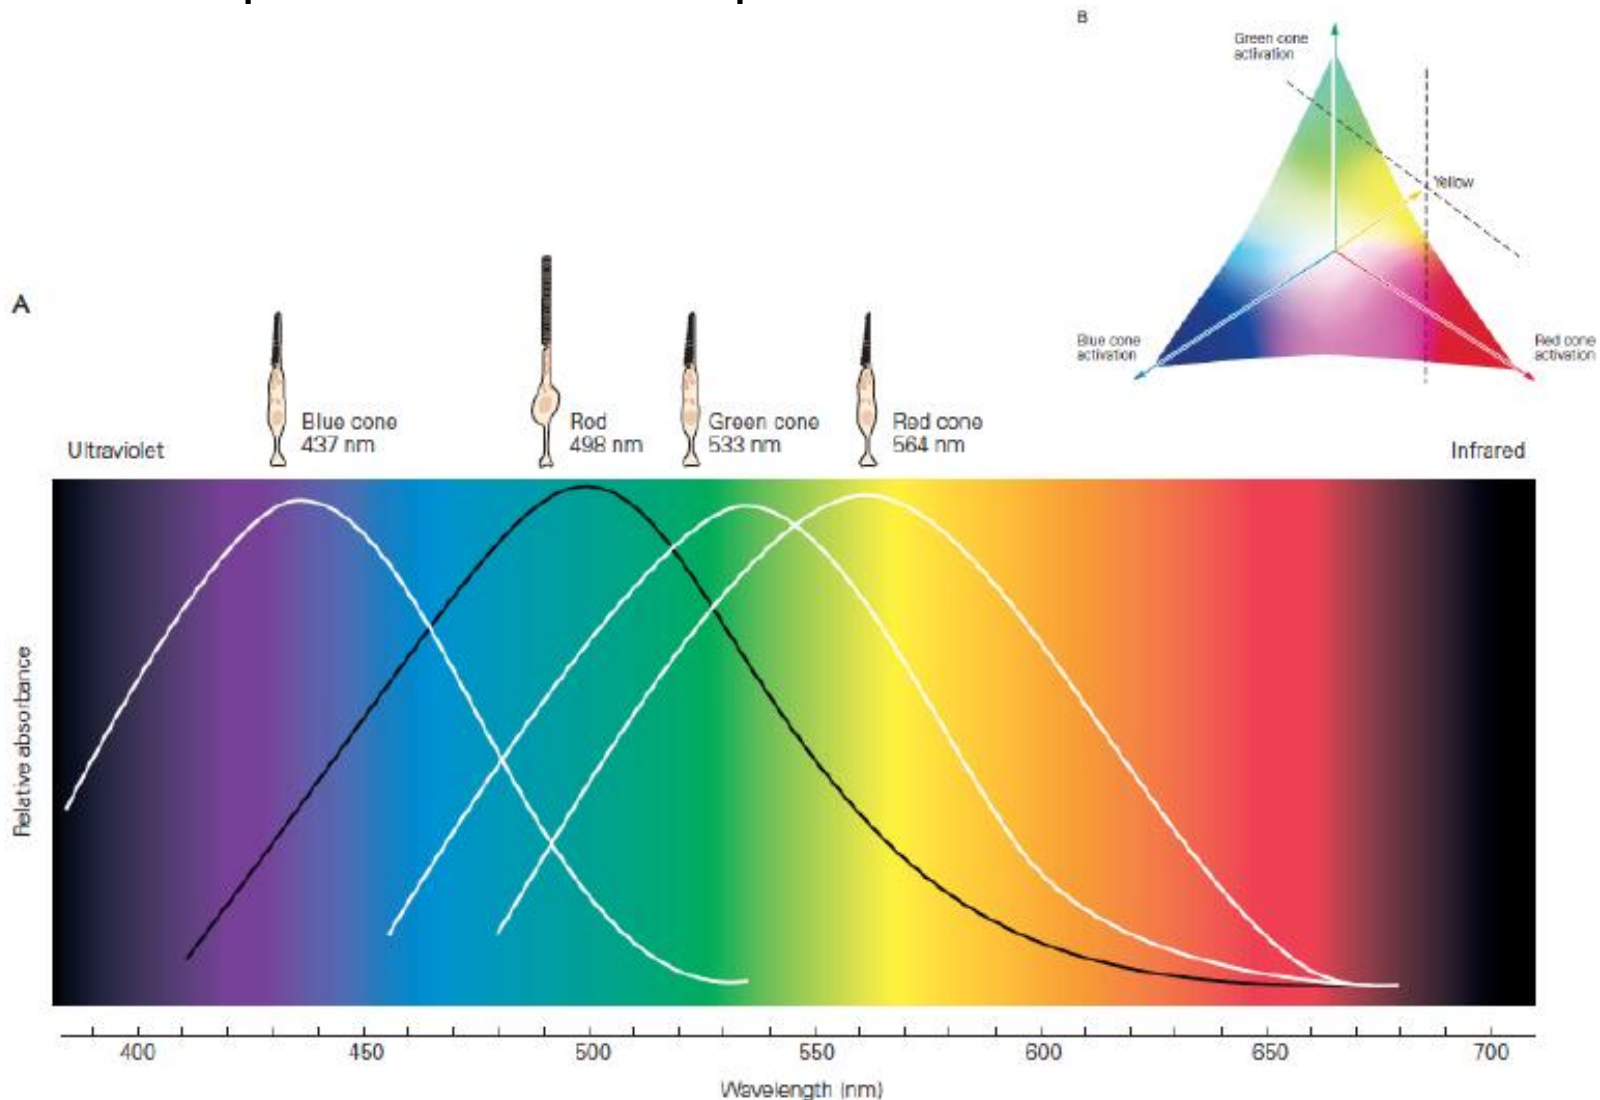 B
Green cone
activation
Yellow
Blue cone
activation
Red cone
activation
A
Blue cone
437 nm
Rod
498 nm
Green cone
533 nm
Red cone
564 nm
Ultraviolet
Infrared
Relative absorbance
400 450 500 550 600 650 700
Wavelength (nm)